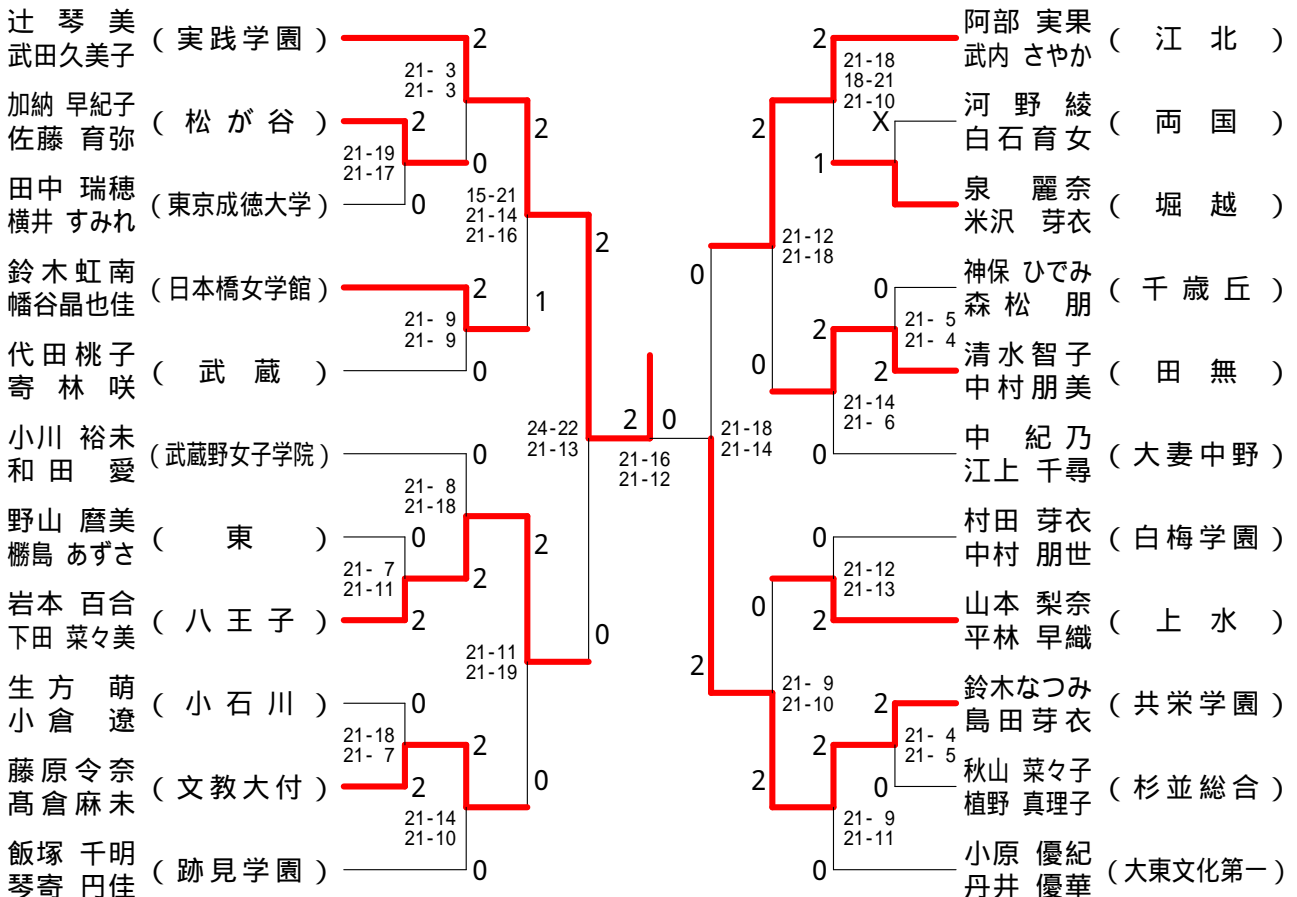 辻 琴 美
武田久美子
( 実 践 学 園 )
2
21- 3
21- 3
加納 早紀子
佐藤 育弥
( 松 が 谷 )
2
0
21-19
21-17
田中 瑞穂
横井 すみれ
( 東京成徳大学 )
0
2
15-21
21-14
21-16
鈴 木 虹 南
幡谷晶也佳
( 日本橋女学館 )
2
1
21- 9
21- 9
代 田 桃 子
寄 林 咲
( 武 蔵 )
0
2
24-22
21-13
小川 裕未
和 田 愛
( 武蔵野女子学院 )
0
21- 8
21-18
野山 麿美
橳島 あずさ
( 東 )
0
2
2
21- 7
21-11
岩本 百合
下田 菜々美
( 八 王 子 )
2
0
21-11
21-19
生 方 萌
小 倉 遼
( 小 石 川 )
0
21-18
21- 7
2
藤 原 令 奈
髙 倉 麻 未
( 文 教 大 付 )
2
0
21-14
21-10
飯塚 千明
琴寄 円佳
( 跡 見 学 園 )
0
2 0
21-16
21-12
阿部 実果
武内 さやか
( 江 北 )
2
21-18
18-21
21-10
河 野 綾
白 石 育 女
( 両 国 )
X
2
1
泉 麗 奈
米沢 芽衣
( 堀 越 )
21-12
21-18
0
神保 ひでみ
森 松 朋
( 千 歳 丘 )
0
21- 5
21- 4
2
0
清 水 智 子
中 村 朋 美
( 田 無 )
2
21-14
21- 6
中 紀 乃
江上 千尋
( 大 妻 中 野 )
0
21-18
21-14
村田 芽衣
中村 朋世
( 白 梅 学 園 )
0
21-12
21-13
0
山本 梨奈
平林 早織
( 上 水 )
2
2
21- 9
21-10
鈴木なつみ
島 田 芽 衣
( 共 栄 学 園 )
2
21- 4
21- 5
2
2
秋山 菜々子
植野 真理子
( 杉 並 総 合 )
0
21- 9
21-11
小原 優紀
丹井 優華
( 大東文化第一 )
0